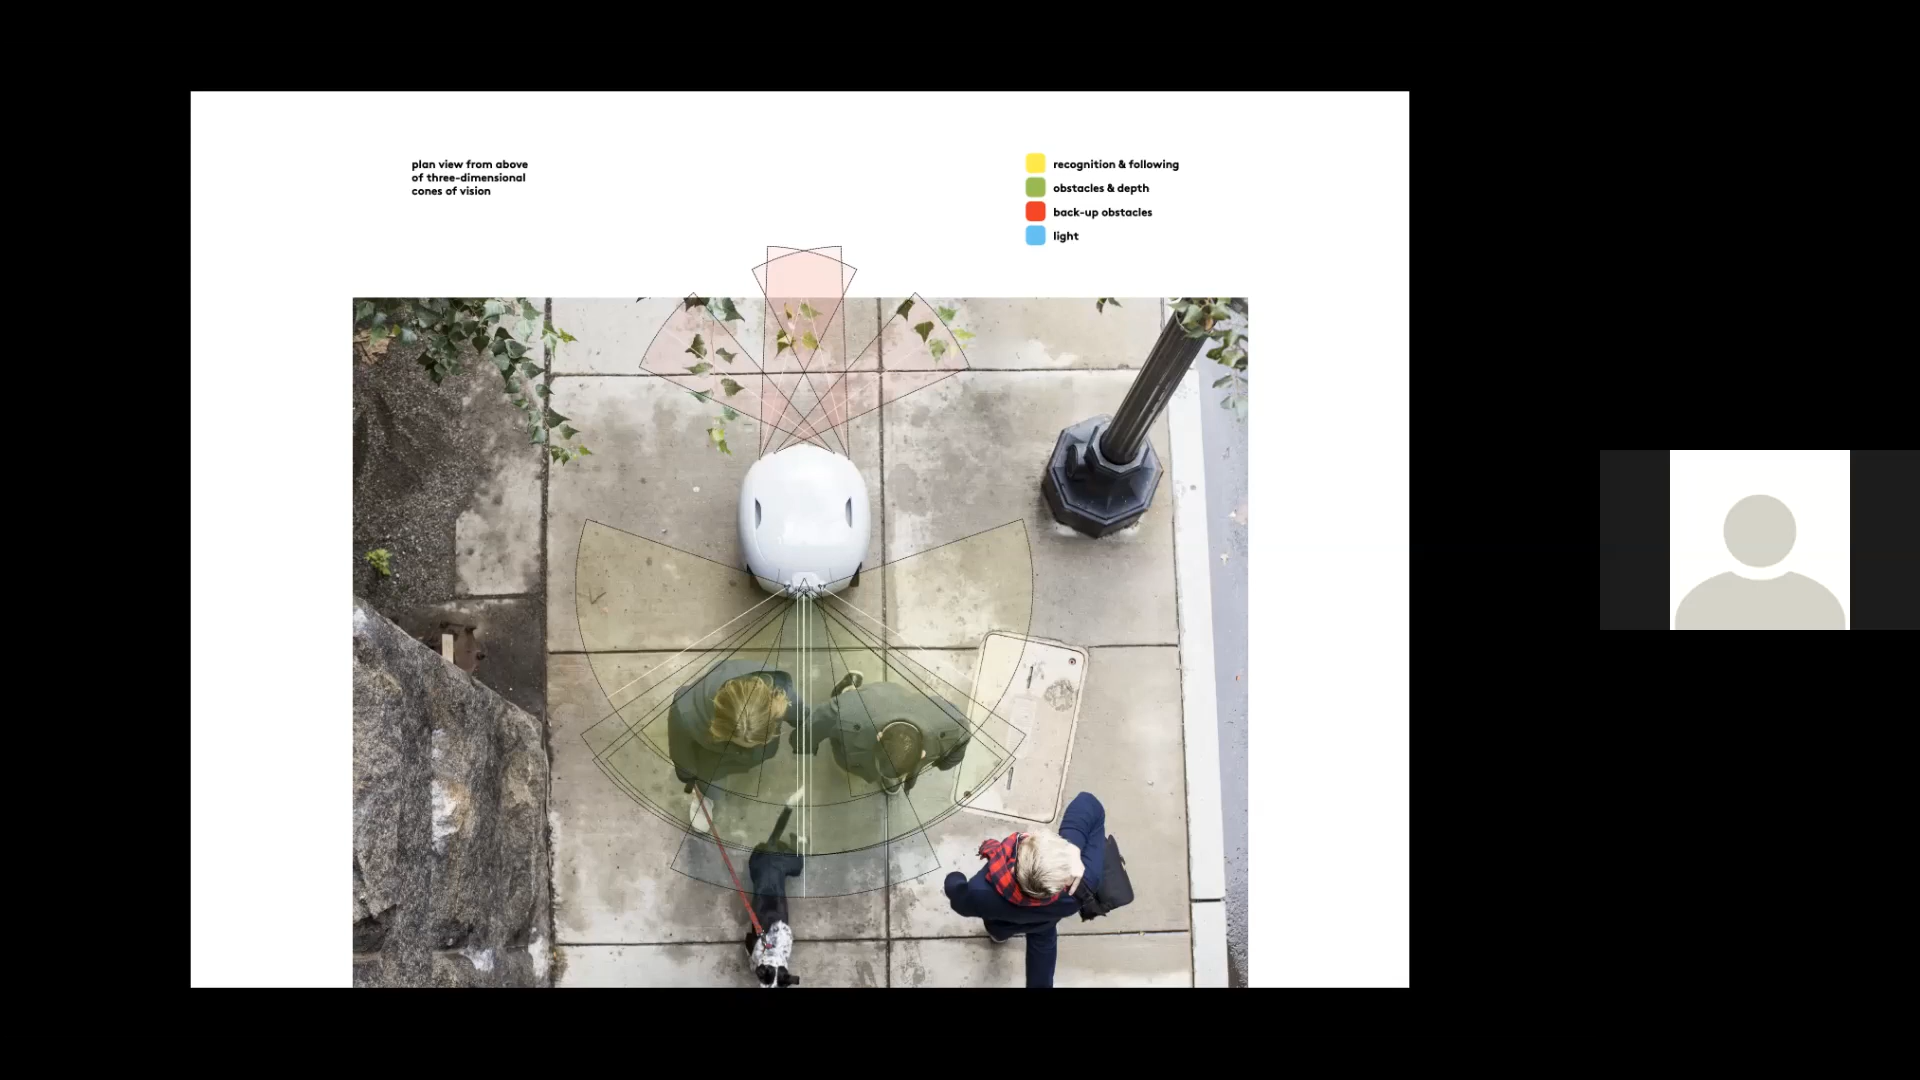 plan view from above
of three-dimensional
cones of vision
recognition & following
obstacles & depth
back-up obstacles
light